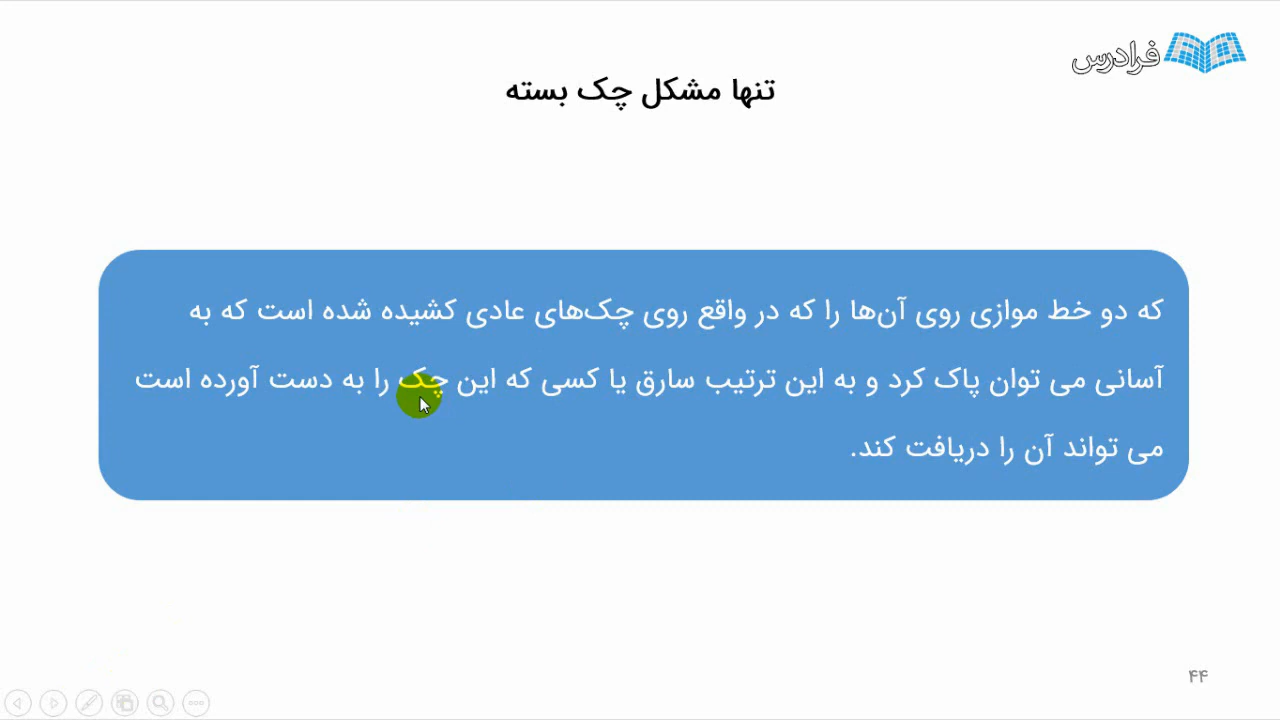 فرادرس
تنها مشکل چک بسته
که دو خط موازی روی آن‌ها را که در واقع روی چک‌های عادی کشیده شده است که به
آسانی می توان پاک کرد و به این ترتیب سارق یا کسی که این چک را به دست آورده است
می تواند آن را دریافت کند.
۴۴